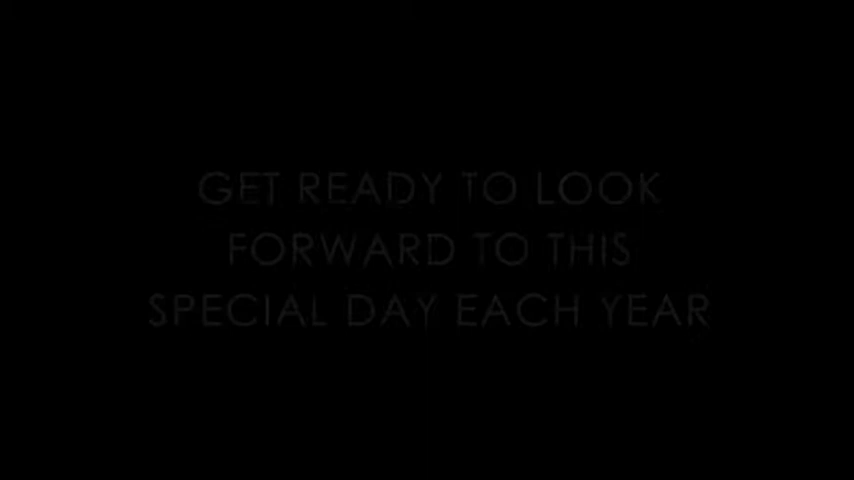 GET READY TO LOOK
FORWARD TO THIS
SPECIAL DAY EACH YEAR